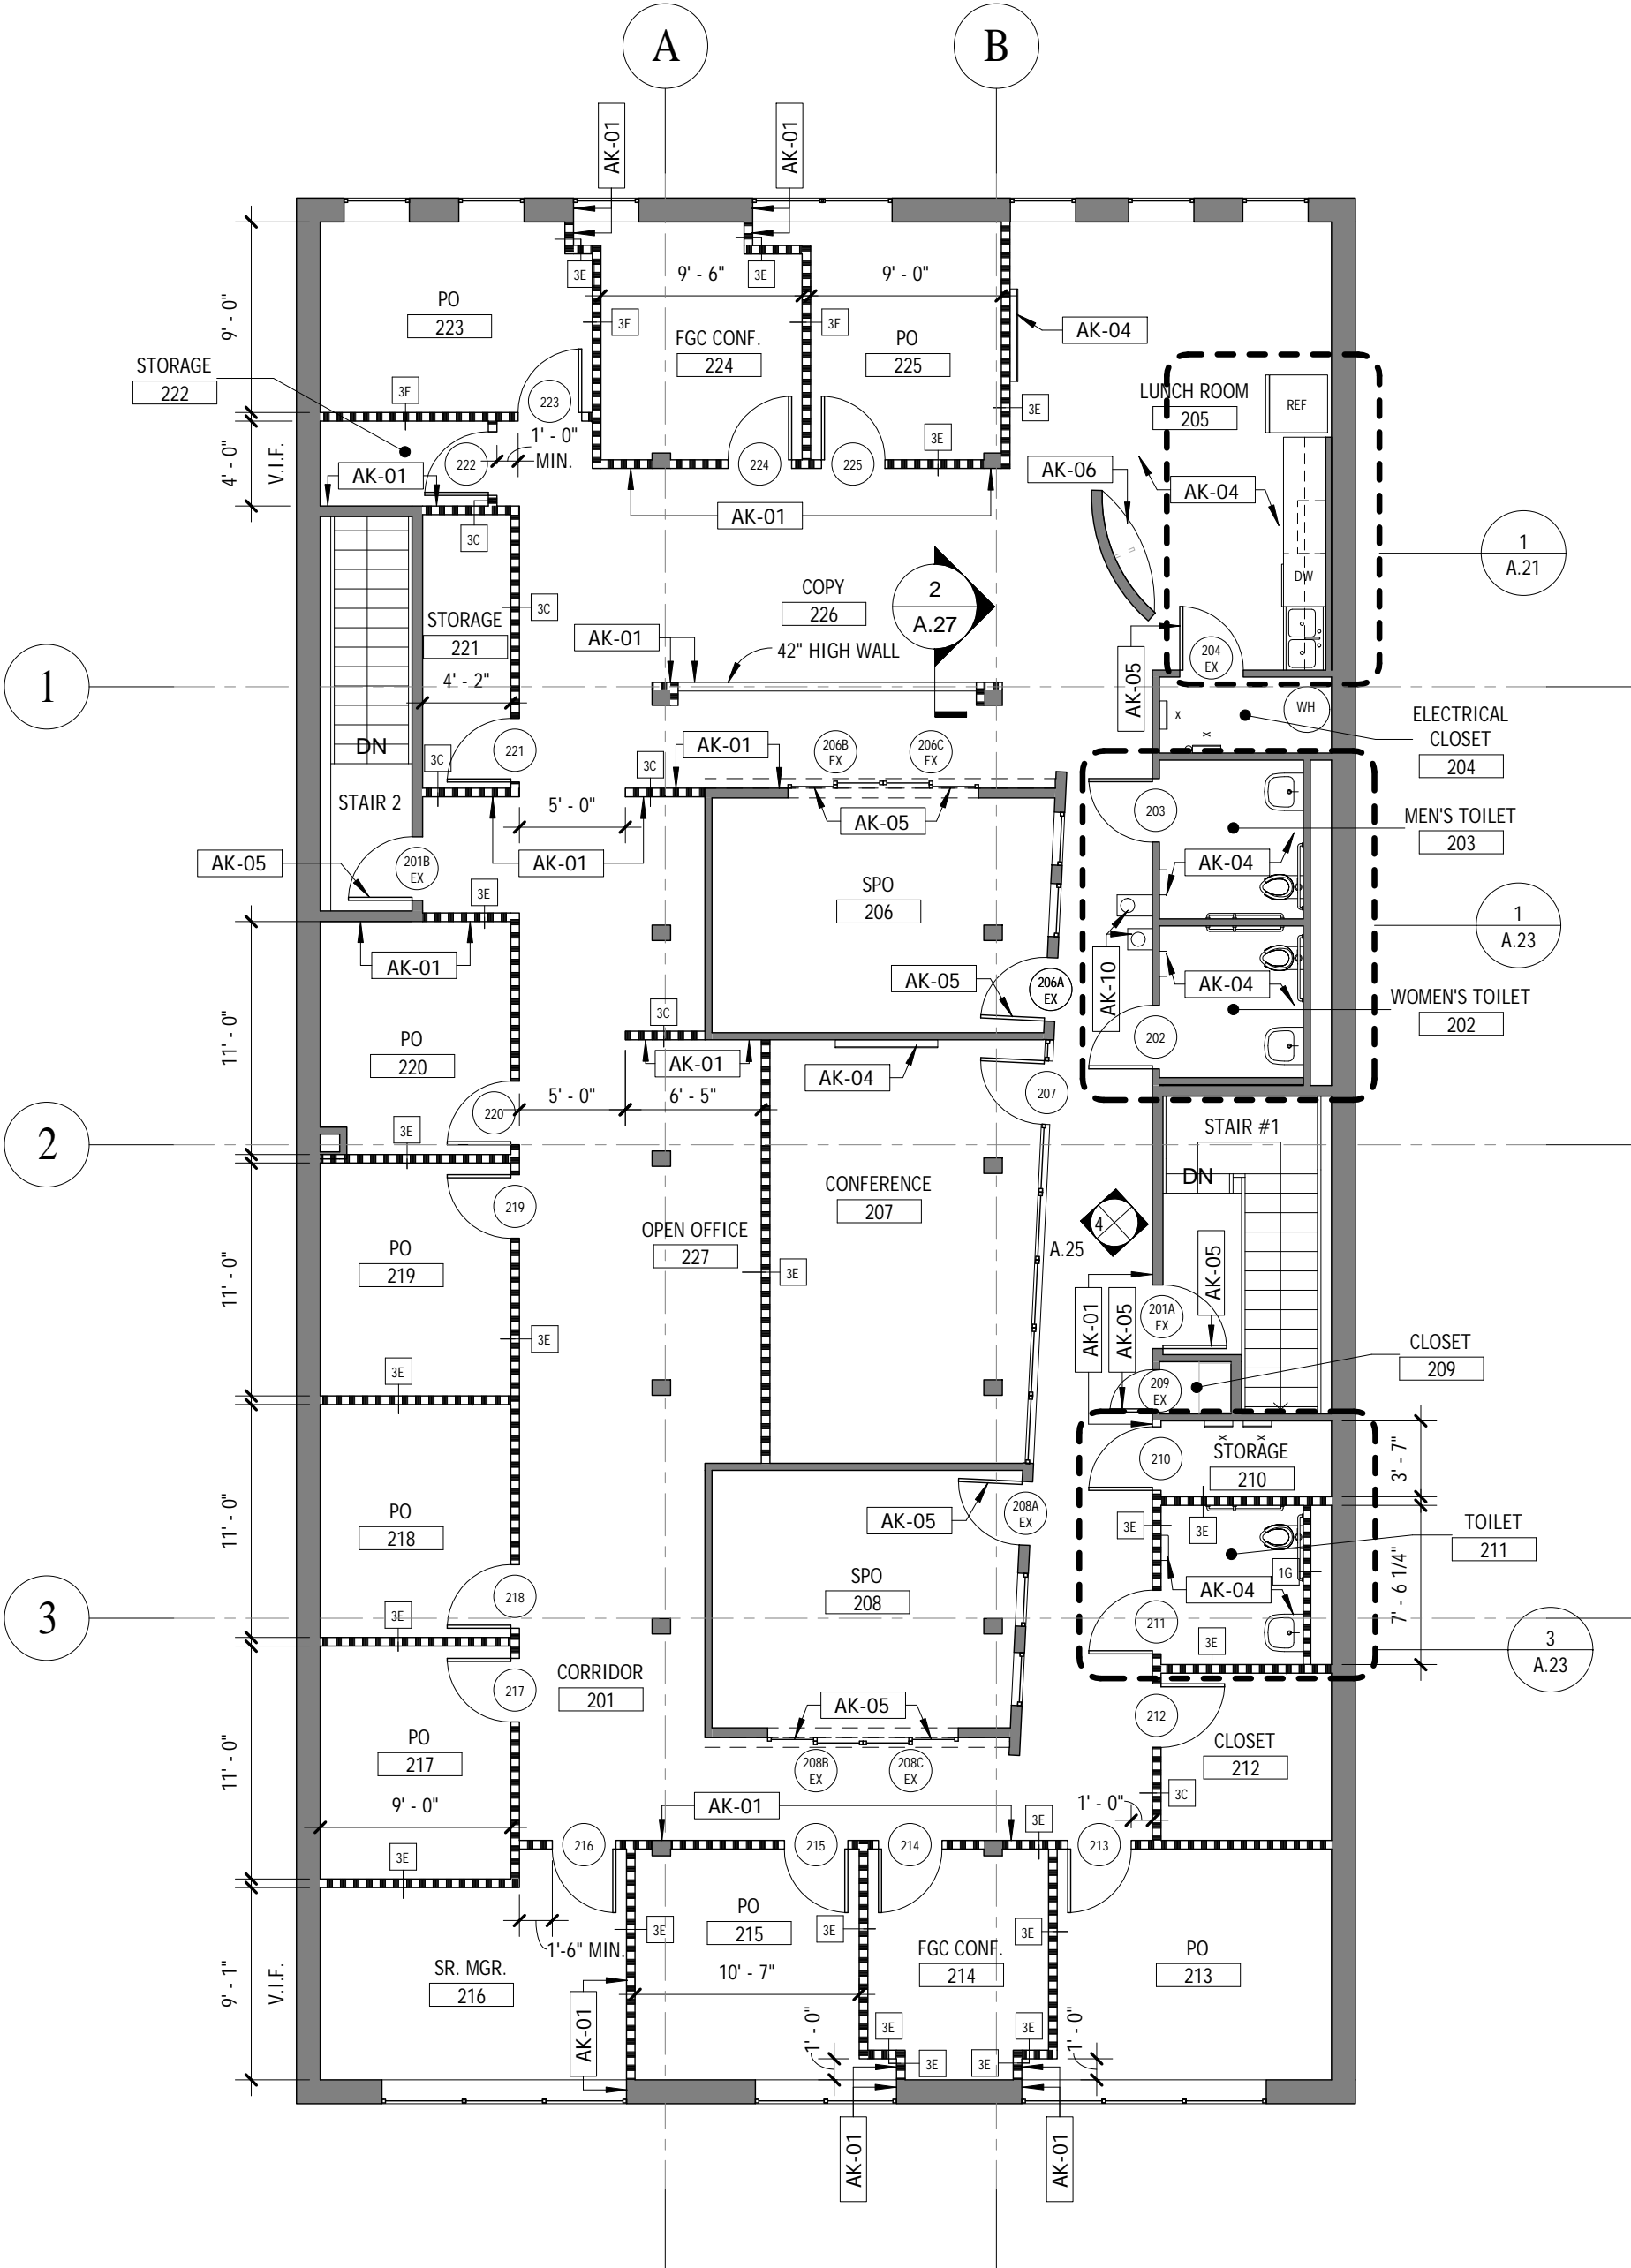 A
B
AK-01
AK-01
3E
3E
9' - 6"
9' - 0"
9' - 0"
PO
223
3E
3E
AK-04
FGC CONF.
224
PO
225
STORAGE
222
3E
LUNCH ROOM
205
REF
223
3E
1' - 0"
MIN.
3E
4' - 0"
V.I.F.
222
224
225
AK-01
AK-06
AK-04
AK-01
3C
1
A.21
DW
COPY
226
2
A.27
3C
STORAGE
221
AK-01
42" HIGH WALL
204
EX
AK-05
1
4' - 2"
WH
x
x
ELECTRICAL
CLOSET
204
DN
221
3C
3C
AK-01
206B
EX
206C
EX
STAIR 2
5' - 0"
AK-05
203
MEN'S TOILET
203
AK-05
201B
EX
AK-01
AK-04
3E
SPO
206
1
A.23
AK-01
AK-05
206A
EX
AK-10
AK-04
WOMEN'S TOILET
202
3C
11' - 0"
PO
220
202
AK-01
AK-04
220
5' - 0"
6' - 5"
207
3E
STAIR #1
2
DN
CONFERENCE
207
219
4
A.25
OPEN OFFICE
227
PO
219
11' - 0"
3E
AK-05
AK-01
AK-05
201A
EX
3E
CLOSET
209
3E
209
EX
210
x
x
STORAGE
210
3' - 7"
11' - 0"
PO
218
AK-05
208A
EX
3E
3E
TOILET
211
1G
AK-04
7' - 6 1/4"
SPO
208
218
3E
211
3
3E
3
A.23
CORRIDOR
201
217
AK-05
212
11' - 0"
PO
217
CLOSET
212
208B
EX
208C
EX
9' - 0"
AK-01
1' - 0"
3C
3E
216
215
214
213
3E
PO
215
3E
3E
3E
1'-6" MIN.
FGC CONF.
214
PO
213
9' - 1"
V.I.F.
SR. MGR.
216
10' - 7"
AK-01
1' - 0"
3E
3E
1' - 0"
3E
3E
AK-01
AK-01